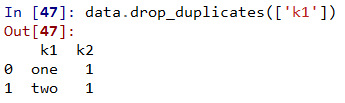 In [47]: data.drop_duplicates(['k1'])
Out[47]:
    k1  k2
0  one   1
1  two   1